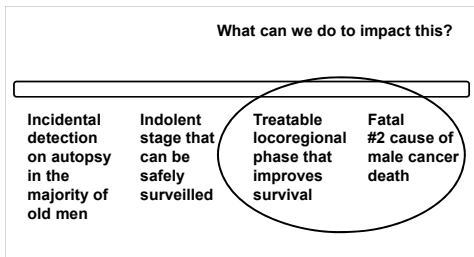 What can we do to impact this?
Incidental
detection
on autopsy
in the
majority of
old men
Indolent
stage that
can be
safely
surveilled
Treatable
locoregional
phase that
improves
survival
Fatal
#2 cause of
male cancer
death